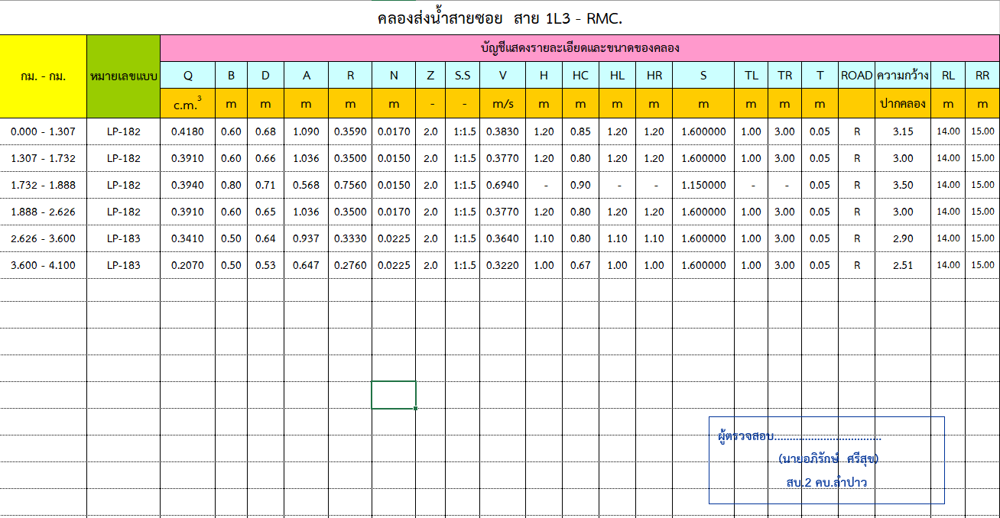 คลองส่งน้ำสายซอย สาย 1L3 - RMC.
กม. - กม. หมายเลขแบบ บัญชีแสดงรายละเอียดและขนาดของคลอง
Q B D A R N Z S.S V H HC HL HR S TL TR T ROAD ความกว้าง RL RR
c.m.³ m m m m m - - m/s m m m m m m m m ปากคลอง m m
0.000 - 1.307 LP-182 0.4180 0.60 0.68 1.090 0.3590 0.0170 2.0 1:1.5 0.3830 1.20 0.85 1.20 1.20 1.600000 1.00 3.00 0.05 R 3.15 14.00 15.00
1.307 - 1.732 LP-182 0.3910 0.60 0.66 1.036 0.3500 0.0150 2.0 1:1.5 0.3770 1.20 0.80 1.20 1.20 1.600000 1.00 3.00 0.05 R 3.00 14.00 15.00
1.732 - 1.888 LP-182 0.3940 0.80 0.71 0.568 0.7560 0.0150 2.0 1:1.5 0.6940 - 0.90 - - 1.150000 - - 0.05 R 3.50 14.00 15.00
1.888 - 2.626 LP-182 0.3910 0.60 0.65 1.036 0.3500 0.0170 2.0 1:1.5 0.3770 1.20 0.80 1.20 1.20 1.600000 1.00 3.00 0.05 R 3.00 14.00 15.00
2.626 - 3.600 LP-183 0.3410 0.50 0.64 0.937 0.3330 0.0225 2.0 1:1.5 0.3640 1.10 0.80 1.10 1.10 1.600000 1.00 3.00 0.05 R 2.90 14.00 15.00
3.600 - 4.100 LP-183 0.2070 0.50 0.53 0.647 0.2760 0.0225 2.0 1:1.5 0.3220 1.00 0.67 1.00 1.00 1.600000 1.00 3.00 0.05 R 2.51 14.00 15.00
ผู้ตรวจสอบ...................................
(นายอภิรักษ์ ศรีสุข)
สบ.2 คบ.ลำปาว